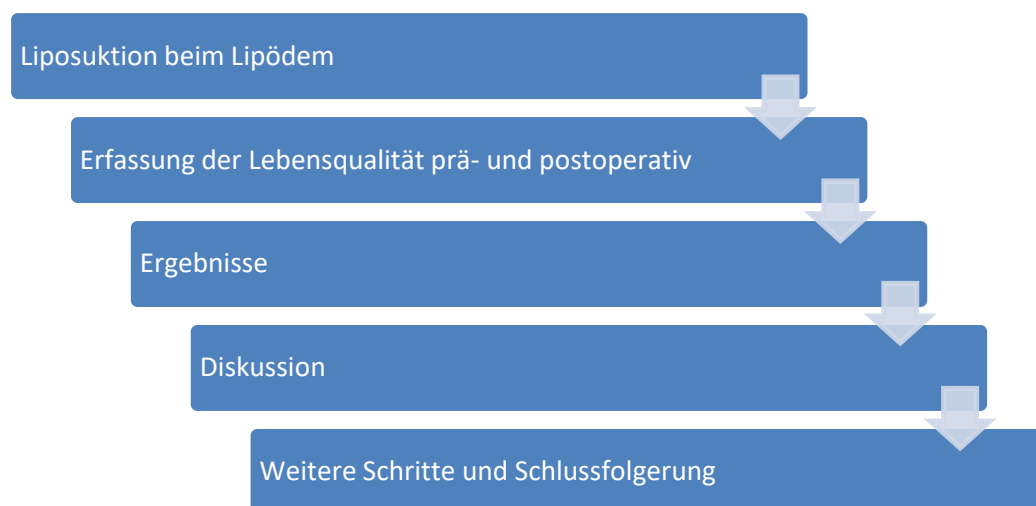 Liposuktion beim Lipödem
Erfassung der Lebensqualität prä- und postoperativ
Ergebnisse
Diskussion
Weitere Schritte und Schlussfolgerung